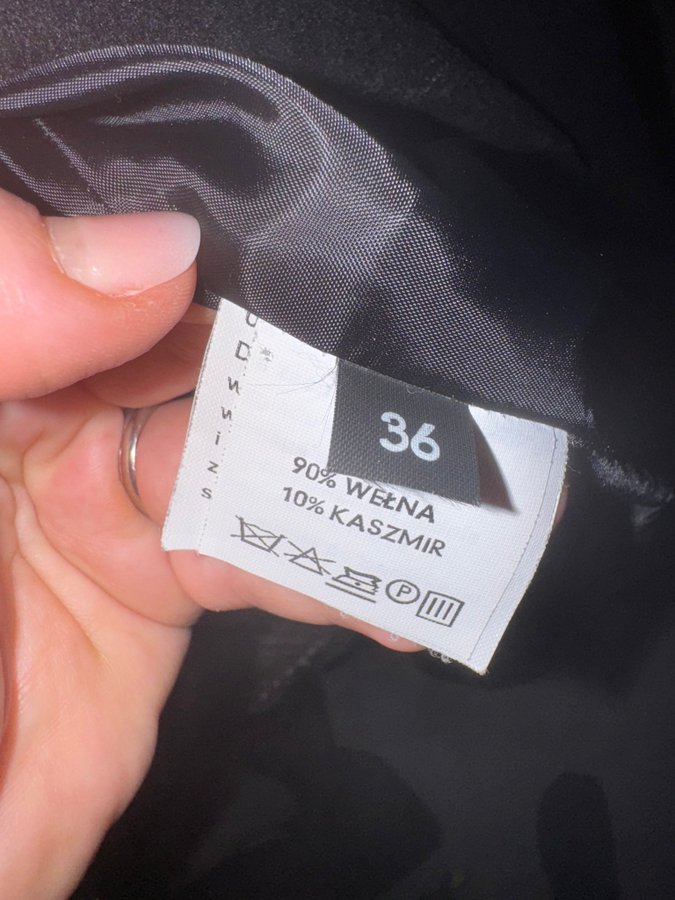 36
90% WEŁNA
10% KASZMIR
P